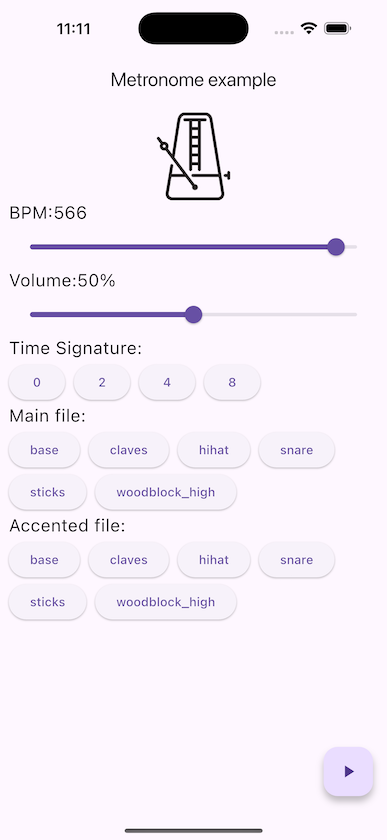 11:11
Metronome example
BPM:566
Volume:50%
Time Signature:
0 2 4 8
Main file:
base claves hihat snare
sticks woodblock_high
Accented file:
base claves hihat snare
sticks woodblock_high